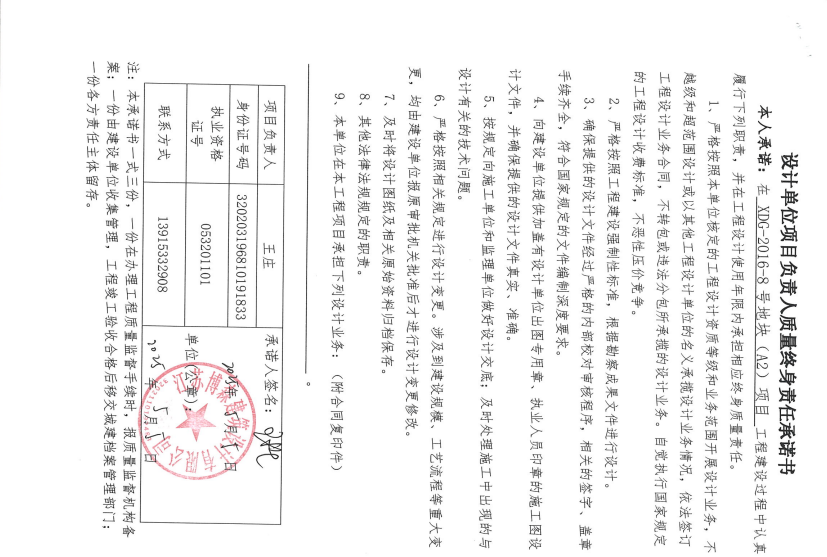 设计单位项目负责人质量终身责任承诺书
本人承诺：在 XDG-2016-8 号地块（A2）项目 工程建设过程中认真
履行下列职责，并在工程设计使用年限内承担相应终身质量责任。
1、严格按照本单位核定的工程设计资质等级和业务范围开展设计业务，不
越级和超范围设计或以其他工程设计单位的名义承揽设计业务情况，依法签订
工程设计业务合同，不转包或违法分包所承揽的设计业务。自觉执行国家规定
的工程设计收费标准，不恶性压价竞争。
2、严格按照工程建设强制性标准，根据勘察成果文件进行设计。
3、确保提供的设计文件经过严格的内部校对审核程序，相关的签字、盖章
手续齐全，符合国家规定的文件编制深度要求。
4、向建设单位提供加盖有设计单位出图专用章、执业人员印章的施工图设
计文件，并确保提供的设计文件真实、准确。
5、按规定向施工单位和监理单位做好设计交底；及时处理施工中出现的与
设计有关的技术问题。
6、严格按照相关规定进行设计变更。涉及到建设规模、工艺流程等重大变
更，均由建设单位报原审批机关批准后才进行设计变更修改。
7、及时将设计图纸及相关原始资料归档保存。
8、其他法律法规规定的职责。
9、本单位在本工程项目承担下列设计业务：（附合同复印件）
。
项目负责人 王庄 承诺人签名：
身份证号码 320203196810191833 2025年5月5日
执业资格证号 053201101 单位（公章）：
联系方式 13915332908 2025年5月5日
注：本承诺书一式三份，一份在办理工程质量监督手续时，报质量监督机构备
案；一份由建设单位收集管理，工程竣工验收合格后移交城建档案管理部门；
一份各方责任主体留存。